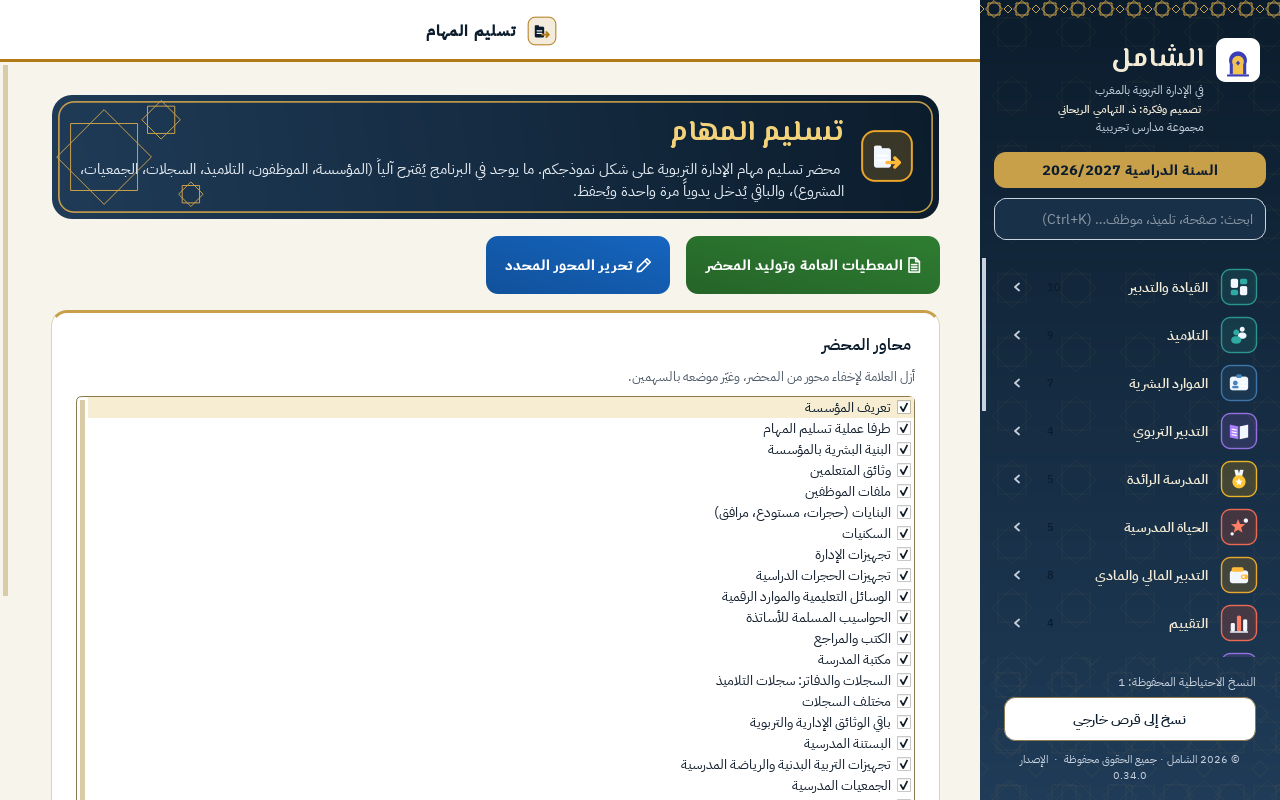 الشامل
في الإدارة التربوية بالمغرب
تصميم وفكرة: ذ. التهامي الريحاني
مجموعة مدارس تجريبية
السنة الدراسية 2026/2027
ابحث: صفحة، تلميذ، موظف... (Ctrl+K)
القيادة والتدبير 10
التلاميذ 9
الموارد البشرية 7
التدبير التربوي 4
المدرسة الرائدة 5
الحياة المدرسية 5
التدبير المالي والمادي 8
التقييم 4
النسخ الاحتياطية المحفوظة: 1
نسخ إلى قرص خارجي
© 2026 الشامل · جميع الحقوق محفوظة · الإصدار
0.34.0
تسليم المهام
تسليم المهام
محضر تسليم مهام الإدارة التربوية على شكل نموذجكم. ما يوجد في البرنامج يُقترح آلياً (المؤسسة، الموظفون، التلاميذ، السجلات، الجمعيات،
المشروع)، والباقي يُدخل يدوياً مرة واحدة ويُحفظ.
المعطيات العامة وتوليد المحضر
تحرير المحور المحدد
محاور المحضر
أزل العلامة لإخفاء محور من المحضر، وغيّر موضعه بالسهمين.
تعريف المؤسسة
طرفا عملية تسليم المهام
البنية البشرية بالمؤسسة
وثائق المتعلمين
ملفات الموظفين
البنايات (حجرات، مستودع، مرافق)
السكنيات
تجهيزات الإدارة
تجهيزات الحجرات الدراسية
الوسائل التعليمية والموارد الرقمية
الحواسيب المسلمة للأساتذة
الكتب والمراجع
مكتبة المدرسة
السجلات والدفاتر: سجلات التلاميذ
مختلف السجلات
باقي الوثائق الإدارية والتربوية
البستنة المدرسية
تجهيزات التربية البدنية والرياضة المدرسية
الجمعيات المدرسية